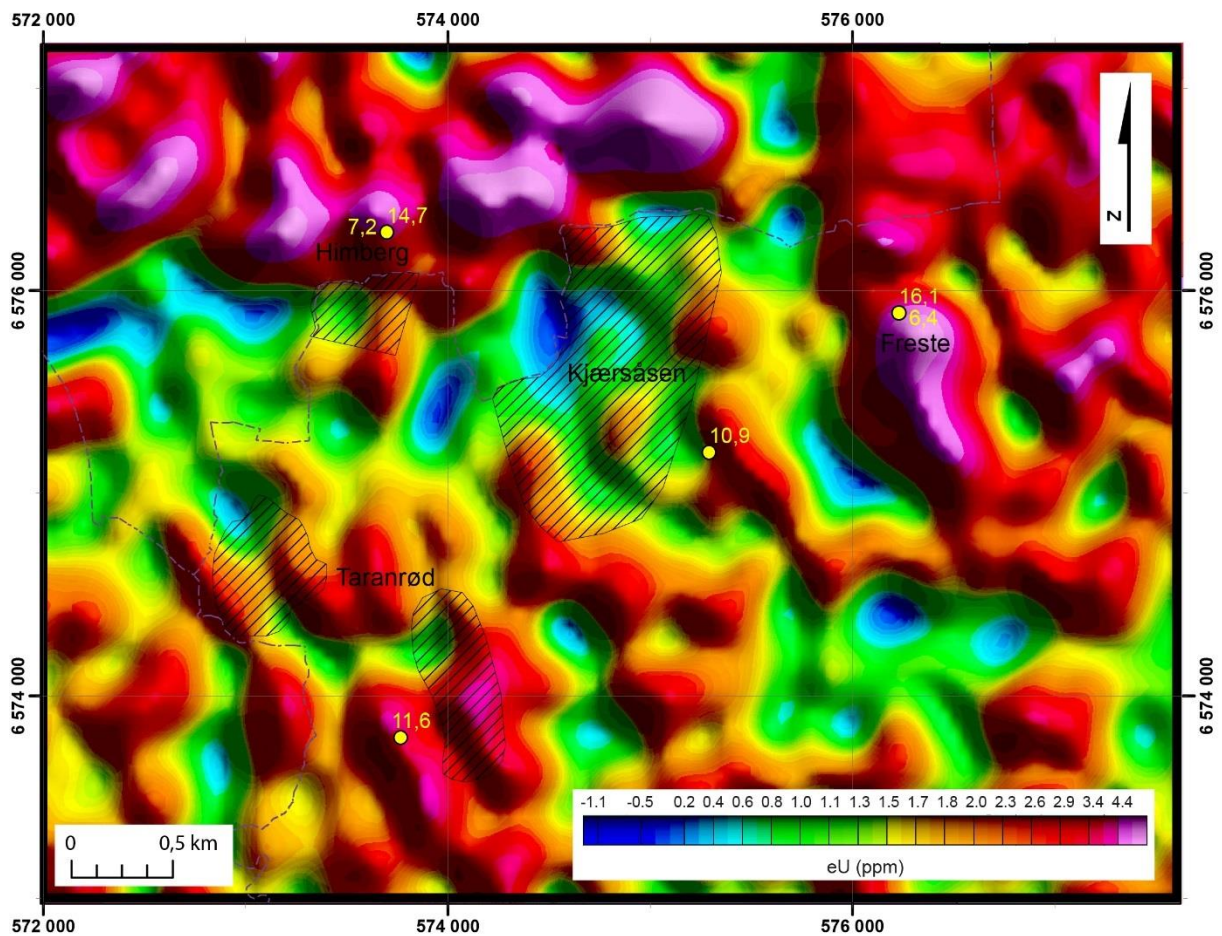 572 000 574 000 576 000
N
7,2 14,7
Himberg
6 576 000 6 576 000
16,1
6,4
Freste
Kjærsåsen
10,9
Taranrød
6 574 000 6 574 000
11,6
-1.1 -0.5 0.2 0.4 0.6 0.8 1.0 1.1 1.3 1.5 1.7 1.8 2.0 2.3 2.6 2.9 3.4 4.4
eU (ppm)
0 0,5 km
572 000 574 000 576 000